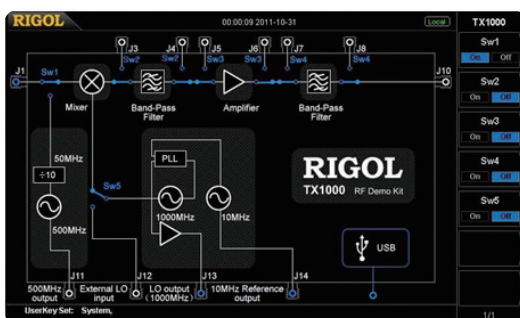 RIGOL
00:00:09 2011-10-31
Local
TX1000
Sw1
On Off
Sw2
On Off
Sw3
On Off
Sw4
On Off
Sw5
On Off
J1
Sw1
Mixer
J3
Sw2
Band-Pass
Filter
J4
Sw2
J5
Sw3
Amplifier
J6
Sw3
J7
Sw4
Band-Pass
Filter
J8
Sw4
J10
50MHz
÷10
500MHz
Sw5
PLL
1000MHz
10MHz
RIGOL
TX1000 RF Demo Kit
USB
J11
500MHz
output
J12
External LO
input
J13
LO output
(1000MHz)
J14
10MHz Reference
output
UserKey Set: System,
1/1